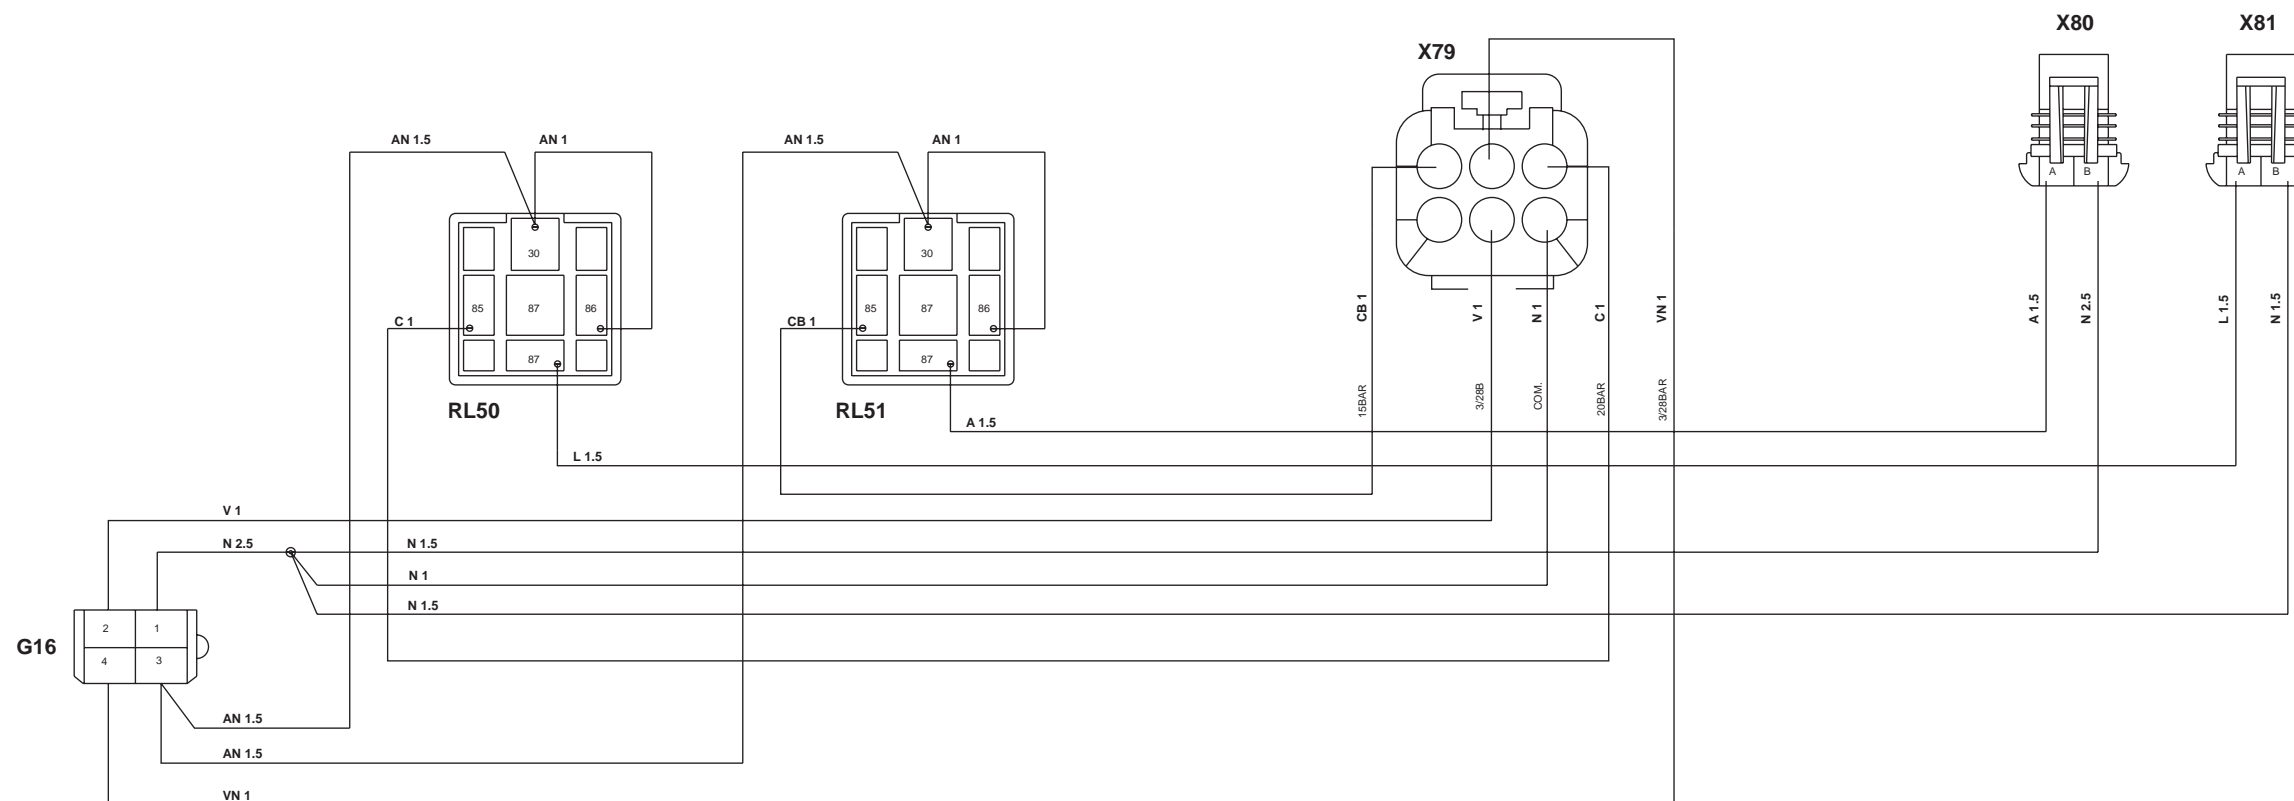 X80
X81
X79
AN 1.5
AN 1
AN 1.5
AN 1
A
B
A
B
30
30
85
87
86
85
87
86
C 1
CB 1
CB 1
V 1
N 1
C 1
VN 1
A 1.5
N 2.5
L 1.5
N 1.5
87
87
15BAR
3/28B
COM.
20BAR
3/28BAR
RL50
RL51
A 1.5
L 1.5
V 1
N 2.5
N 1.5
N 1
N 1.5
G16
2
1
4
3
AN 1.5
AN 1.5
VN 1